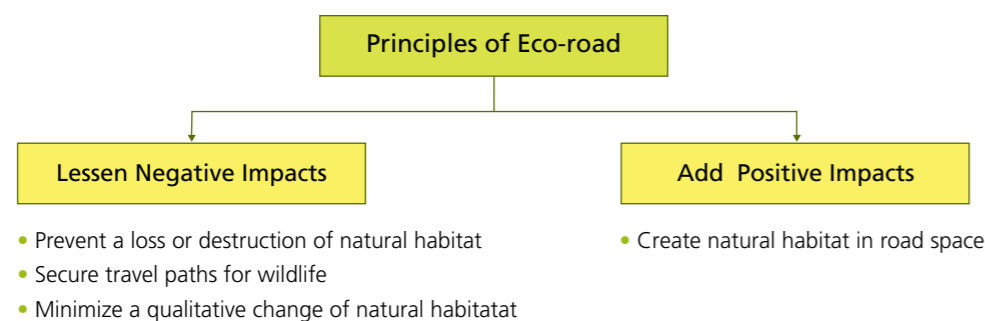 Principles of Eco-road
Lessen Negative Impacts
• Prevent a loss or destruction of natural habitat
• Secure travel paths for wildlife
• Minimize a qualitative change of natural habitatat
Add Positive Impacts
• Create natural habitat in road space